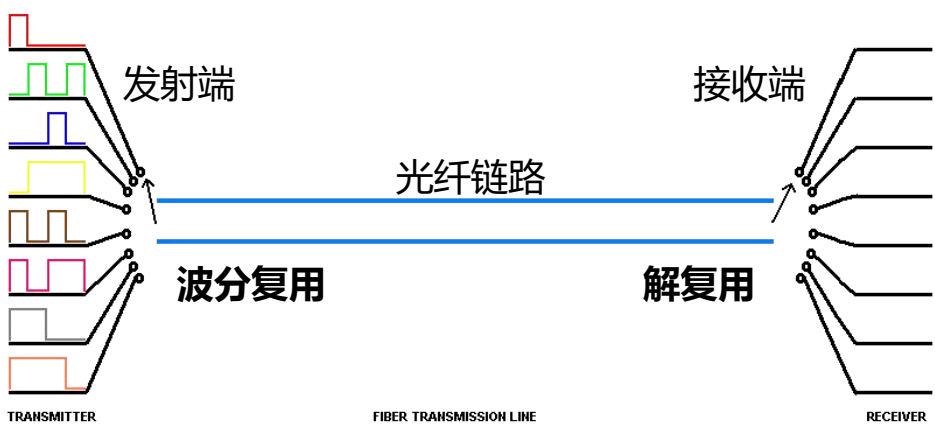 发射端
接收端
光纤链路
波分复用
解复用
TRANSMITTER
FIBER TRANSMISSION LINE
RECEIVER